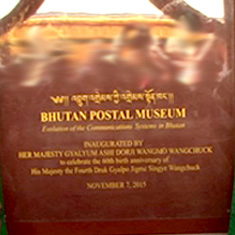 BHUTAN POSTAL MUSEUM
Evolution of the Communications Systems in Bhutan
INAUGURATED BY
HER MAJESTY GYALYUM ASHI DORJI WANGMO WANGCHUCK
to celebrate the 60th birth anniversary of
His Majesty the Fourth Druk Gyalpo Jigme Singye Wangchuck
NOVEMBER 7, 2015